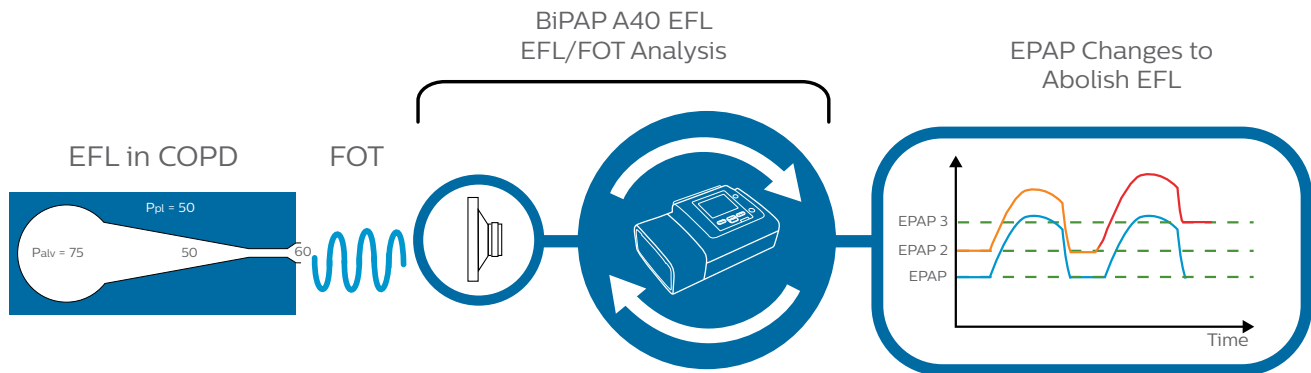 BiPAP A40 EFL
EFL/FOT Analysis
EPAP Changes to
Abolish EFL
EFL in COPD
FOT
Ppl = 50
Palv = 75
50
60
EPAP 3
EPAP 2
EPAP
Time